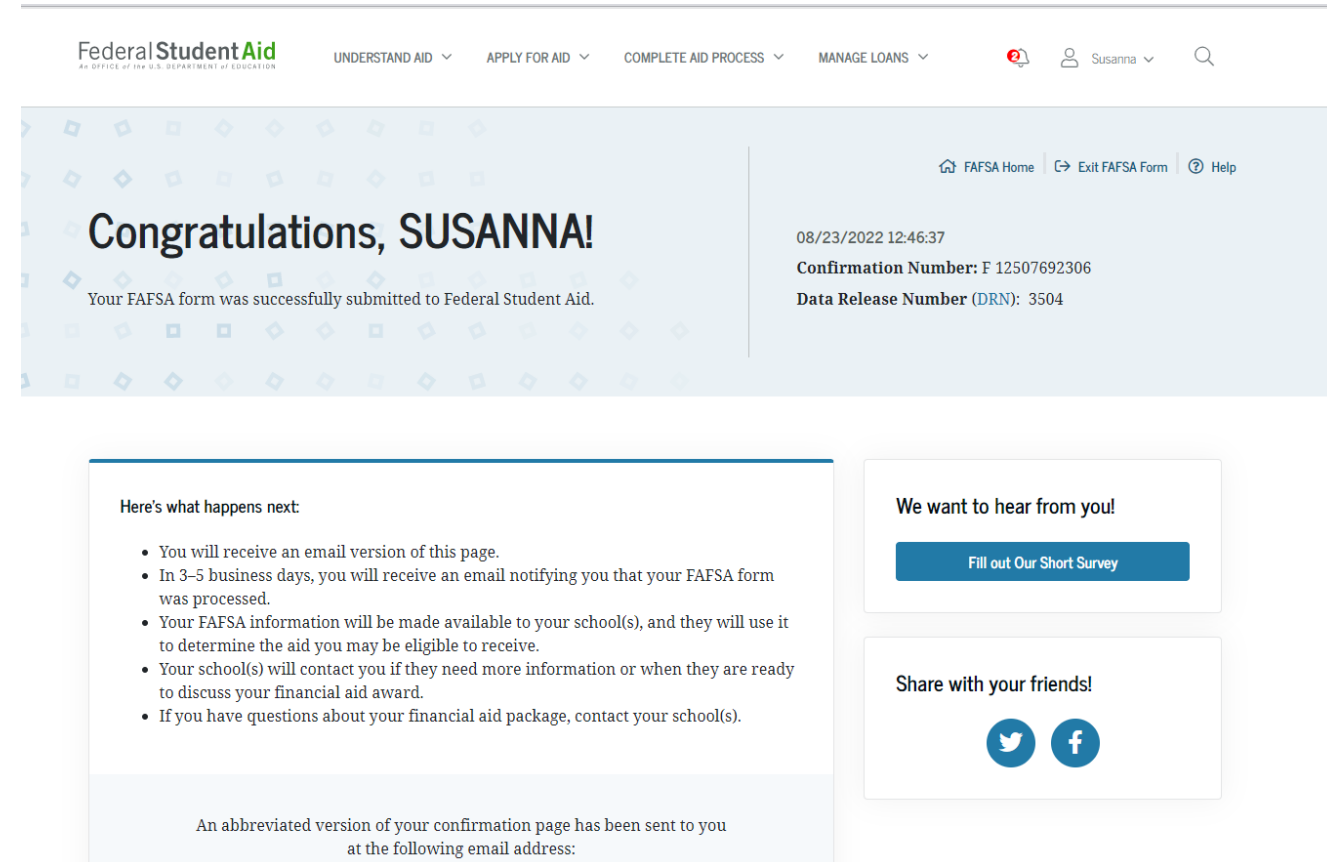 Federal Student Aid
An OFFICE of the U.S. DEPARTMENT of EDUCATION
UNDERSTAND AID
APPLY FOR AID
COMPLETE AID PROCESS
MANAGE LOANS
2
Susanna
FAFSA Home
Exit FAFSA Form
Help
Congratulations, SUSANNA!
Your FAFSA form was successfully submitted to Federal Student Aid.
08/23/2022 12:46:37
Confirmation Number: F 12507692306
Data Release Number (DRN): 3504
Here's what happens next:
• You will receive an email version of this page.
• In 3–5 business days, you will receive an email notifying you that your FAFSA form
was processed.
• Your FAFSA information will be made available to your school(s), and they will use it
to determine the aid you may be eligible to receive.
• Your school(s) will contact you if they need more information or when they are ready
to discuss your financial aid award.
• If you have questions about your financial aid package, contact your school(s).
An abbreviated version of your confirmation page has been sent to you
at the following email address:
We want to hear from you!
Fill out Our Short Survey
Share with your friends!